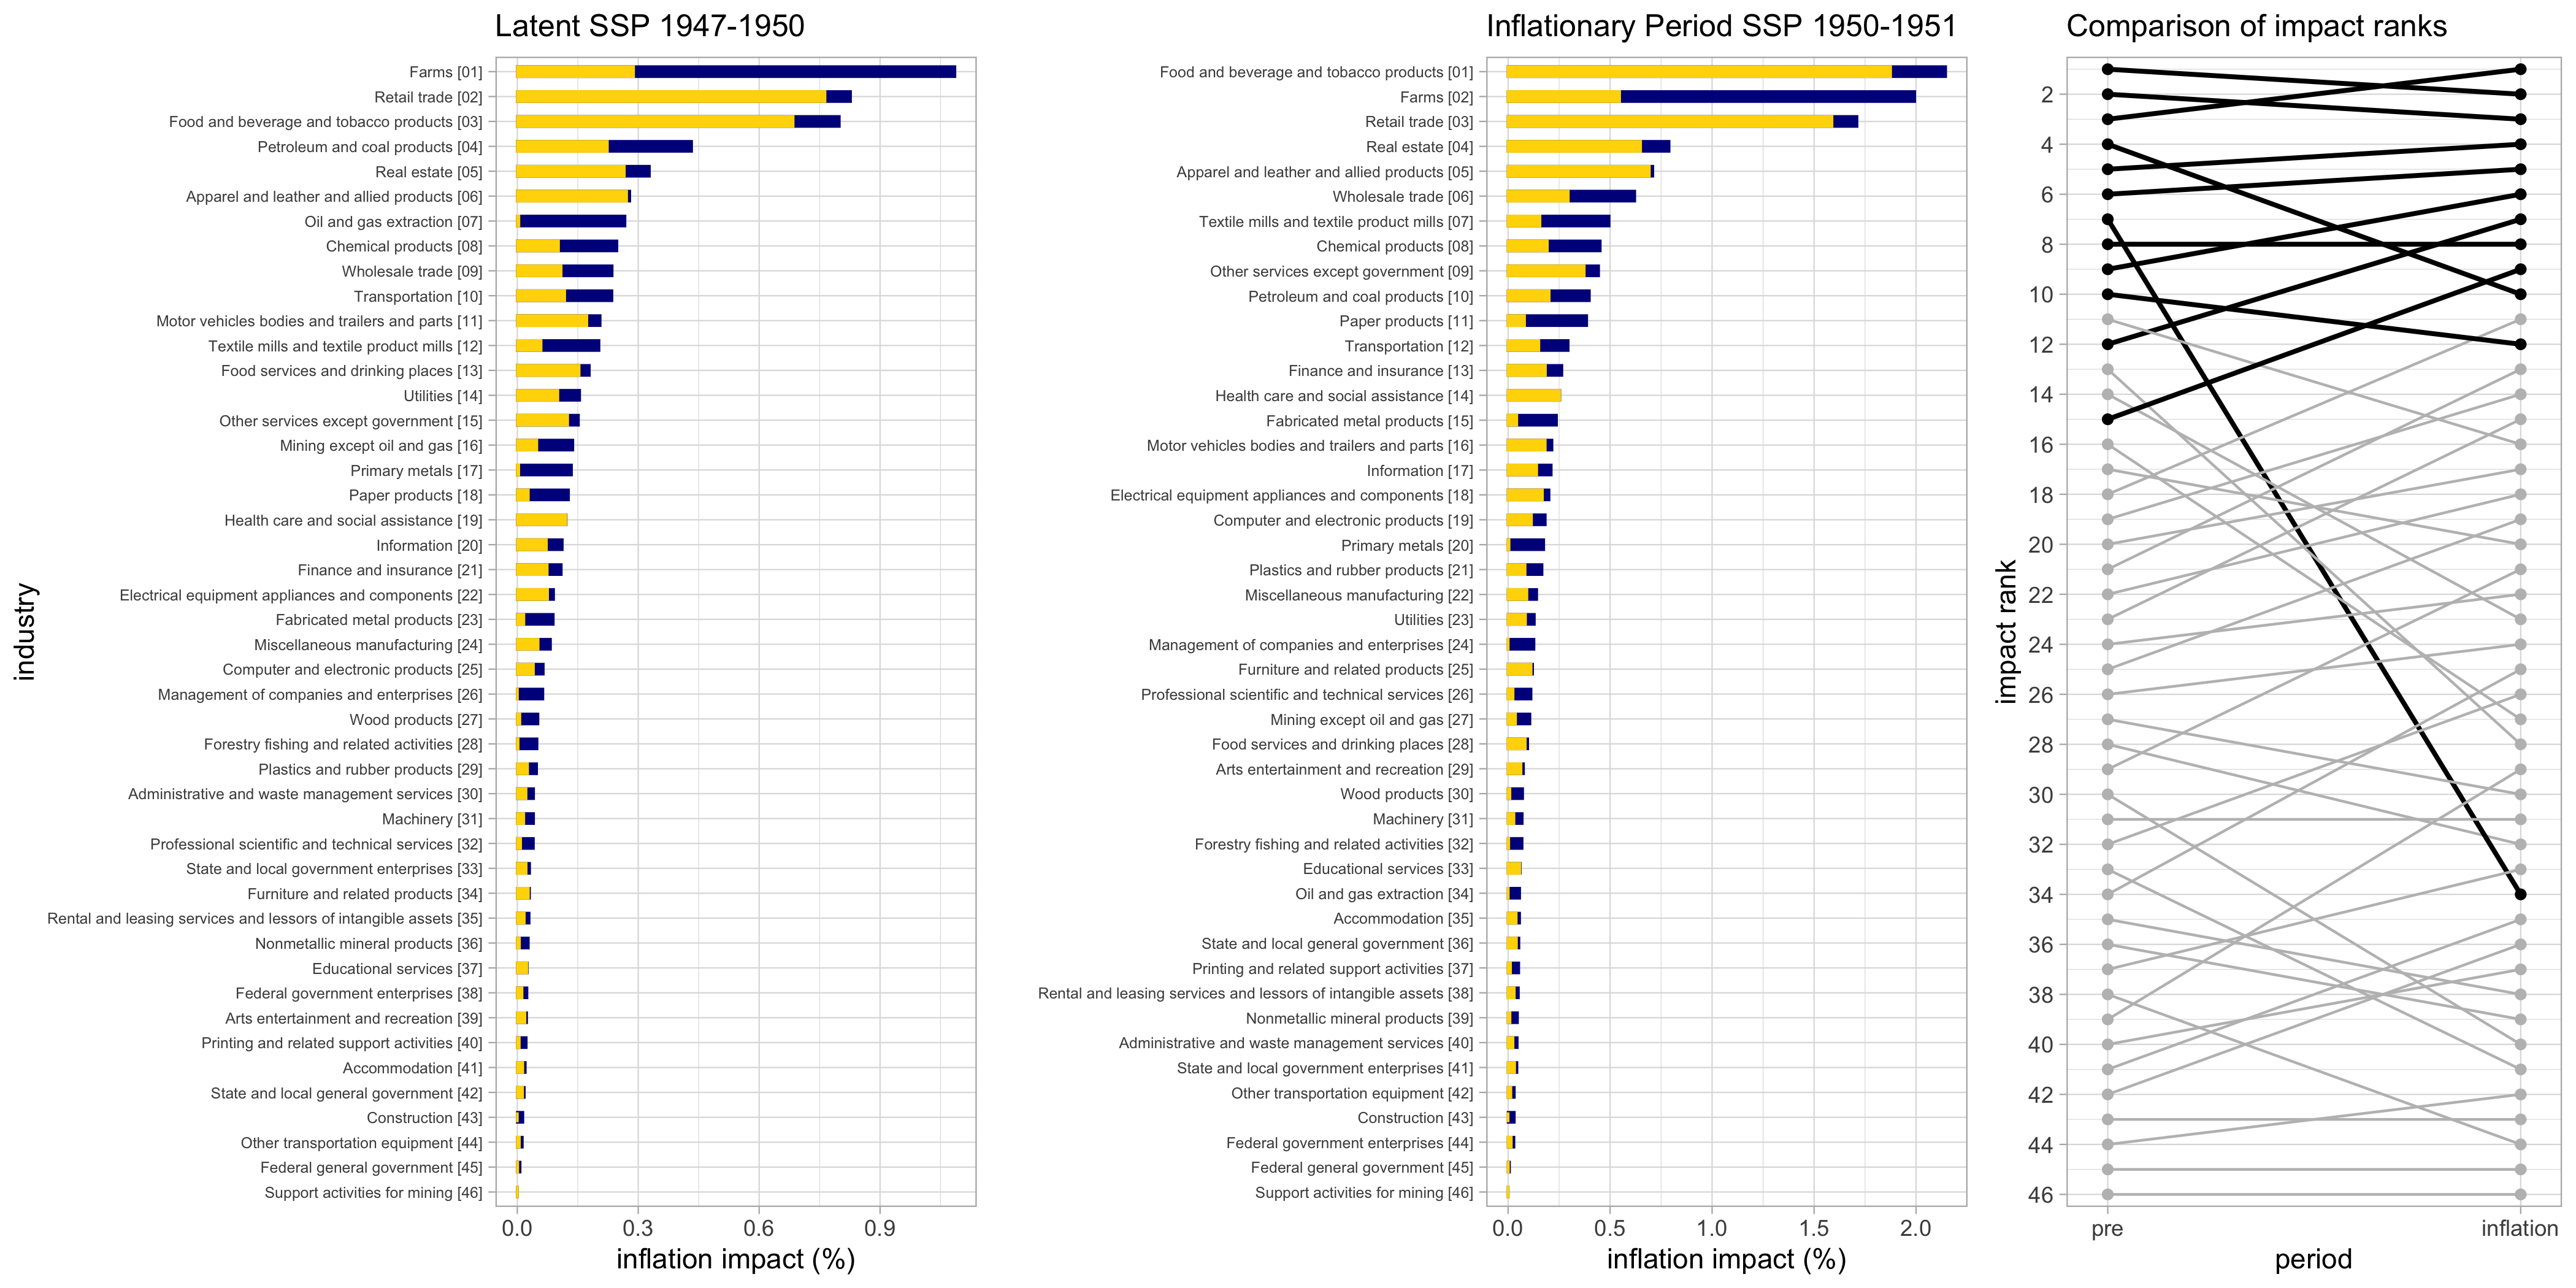 Latent SSP 1947-1950
Farms [01]
Retail trade [02]
Food and beverage and tobacco products [03]
Petroleum and coal products [04]
Real estate [05]
Apparel and leather and allied products [06]
Oil and gas extraction [07]
Chemical products [08]
Wholesale trade [09]
Transportation [10]
Motor vehicles bodies and trailers and parts [11]
Textile mills and textile product mills [12]
Food services and drinking places [13]
Utilities [14]
Other services except government [15]
Mining except oil and gas [16]
Primary metals [17]
Paper products [18]
Health care and social assistance [19]
Information [20]
Finance and insurance [21]
Electrical equipment appliances and components [22]
Fabricated metal products [23]
Miscellaneous manufacturing [24]
Computer and electronic products [25]
Management of companies and enterprises [26]
Wood products [27]
Forestry fishing and related activities [28]
Plastics and rubber products [29]
Administrative and waste management services [30]
Machinery [31]
Professional scientific and technical services [32]
State and local government enterprises [33]
Furniture and related products [34]
Rental and leasing services and lessors of intangible assets [35]
Nonmetallic mineral products [36]
Educational services [37]
Federal government enterprises [38]
Arts entertainment and recreation [39]
Printing and related support activities [40]
Accommodation [41]
State and local general government [42]
Construction [43]
Other transportation equipment [44]
Federal general government [45]
Support activities for mining [46]
industry
0.0 0.3 0.6 0.9
inflation impact (%)
Inflationary Period SSP 1950-1951
Food and beverage and tobacco products [01]
Farms [02]
Retail trade [03]
Real estate [04]
Apparel and leather and allied products [05]
Wholesale trade [06]
Textile mills and textile product mills [07]
Chemical products [08]
Other services except government [09]
Petroleum and coal products [10]
Paper products [11]
Transportation [12]
Finance and insurance [13]
Health care and social assistance [14]
Fabricated metal products [15]
Motor vehicles bodies and trailers and parts [16]
Information [17]
Electrical equipment appliances and components [18]
Computer and electronic products [19]
Primary metals [20]
Plastics and rubber products [21]
Miscellaneous manufacturing [22]
Utilities [23]
Management of companies and enterprises [24]
Furniture and related products [25]
Professional scientific and technical services [26]
Mining except oil and gas [27]
Food services and drinking places [28]
Arts entertainment and recreation [29]
Wood products [30]
Machinery [31]
Forestry fishing and related activities [32]
Educational services [33]
Oil and gas extraction [34]
Accommodation [35]
State and local general government [36]
Printing and related support activities [37]
Rental and leasing services and lessors of intangible assets [38]
Nonmetallic mineral products [39]
Administrative and waste management services [40]
State and local government enterprises [41]
Other transportation equipment [42]
Construction [43]
Federal government enterprises [44]
Federal general government [45]
Support activities for mining [46]
0.0 0.5 1.0 1.5 2.0
inflation impact (%)
Comparison of impact ranks
2
4
6
8
10
12
14
16
18
20
22
24
26
28
30
32
34
36
38
40
42
44
46
impact rank
pre inflation
period